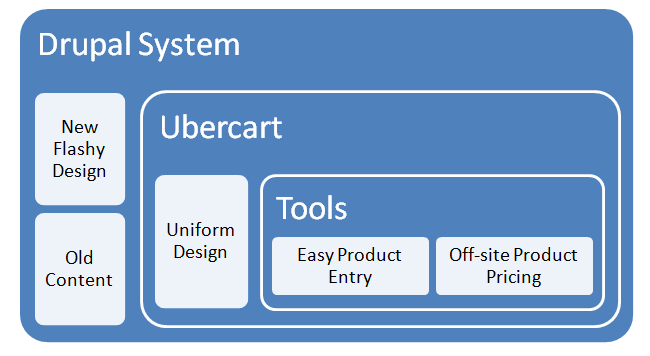 Drupal System
New
Flashy
Design
Old
Content
Ubercart
Uniform
Design
Tools
Easy Product
Entry
Off-site Product
Pricing